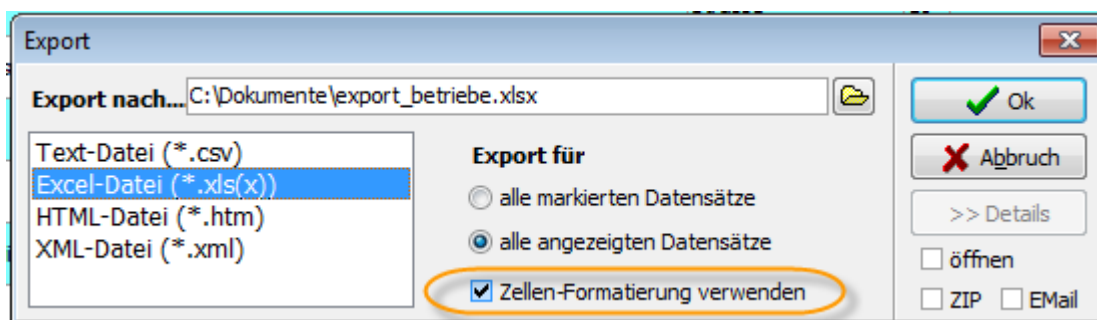 Export
Export nach... C:\Dokumente\export_betriebe.xlsx
Ok
Text-Datei (*.csv)
Excel-Datei (*.xls(x))
HTML-Datei (*.htm)
XML-Datei (*.xml)
Export für
alle markierten Datensätze
alle angezeigten Datensätze
Zellen-Formatierung verwenden
Abbruch
>> Details
öffnen
ZIP EMail